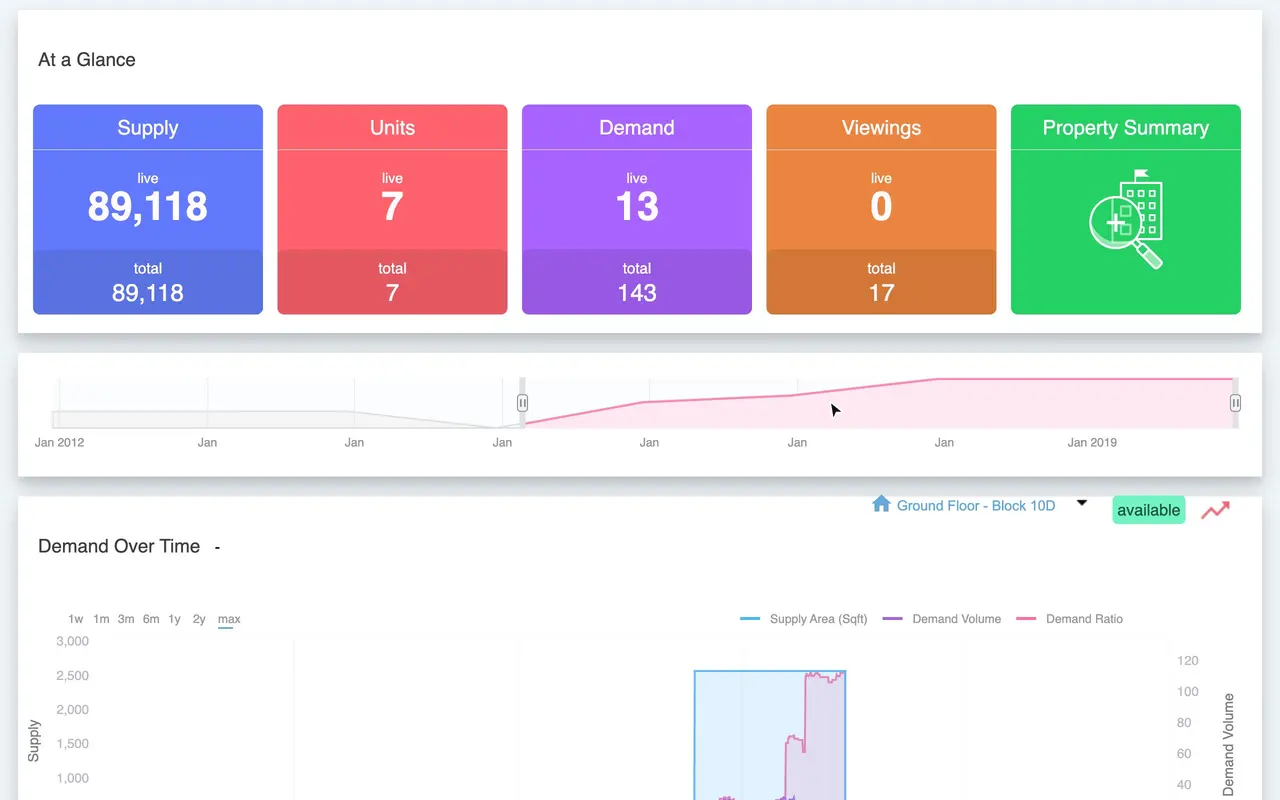 At a Glance
Supply
live
89,118
total
89,118
Units
live
7
total
7
Demand
live
13
total
143
Viewings
live
0
total
17
Property Summary
Jan 2012 Jan Jan Jan Jan Jan Jan Jan 2019
Ground Floor - Block 10D
available
Demand Over Time -
1w 1m 3m 6m 1y 2y max
Supply Area (Sqft) Demand Volume Demand Ratio
3,000
2,500
2,000
1,500
1,000
Supply
120
100
80
60
40
Demand Volume